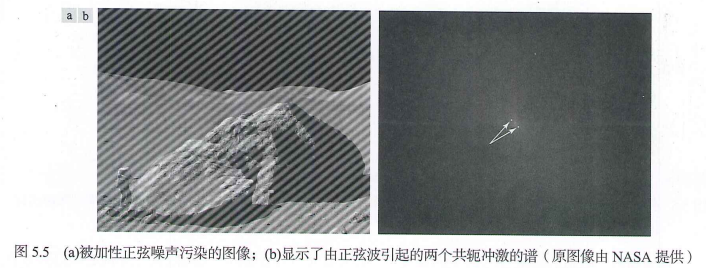 a b
图 5.5 (a)被加性正弦噪声污染的图像；(b)显示了由正弦波引起的两个共轭冲激的谱（原图像由 NASA 提供）